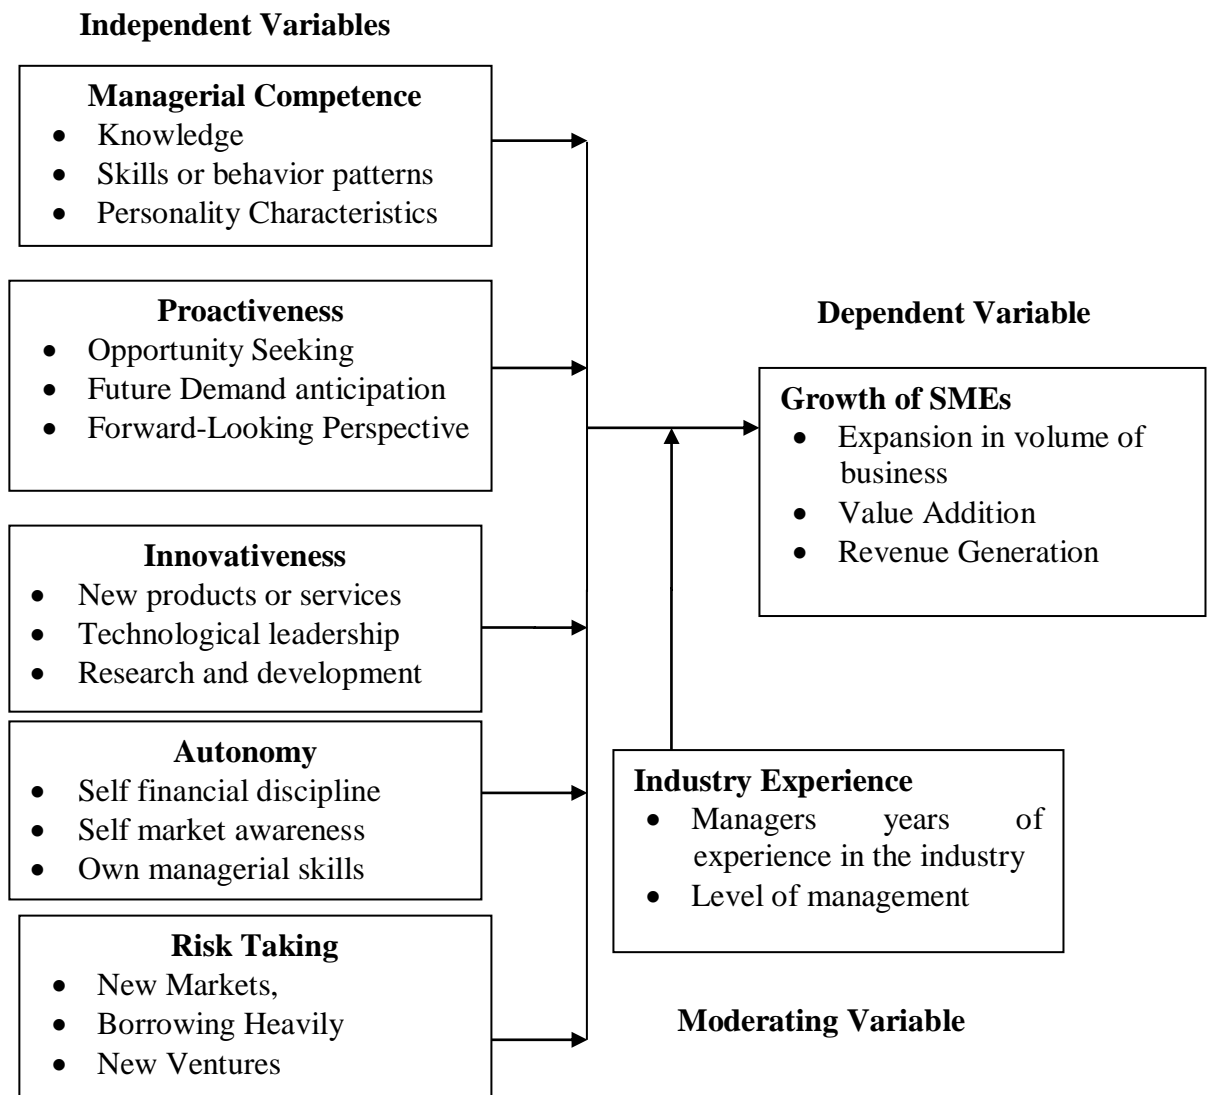 Independent Variables
Managerial Competence
• Knowledge
• Skills or behavior patterns
• Personality Characteristics
Proactiveness
• Opportunity Seeking
• Future Demand anticipation
• Forward-Looking Perspective
Innovativeness
• New products or services
• Technological leadership
• Research and development
Autonomy
• Self financial discipline
• Self market awareness
• Own managerial skills
Risk Taking
• New Markets,
• Borrowing Heavily
• New Ventures
Dependent Variable
Growth of SMEs
• Expansion in volume of
business
• Value Addition
• Revenue Generation
Industry Experience
• Managers years of
experience in the industry
• Level of management
Moderating Variable